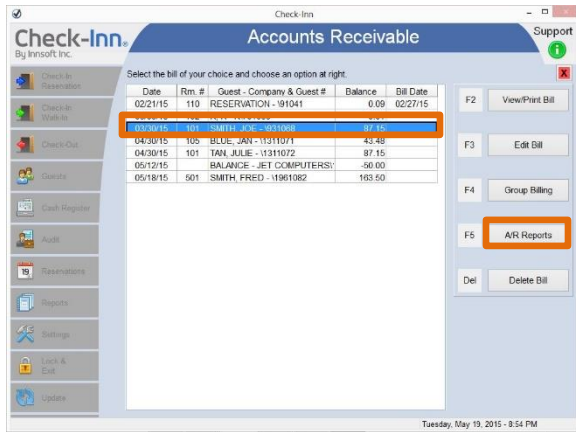 Check-Inn
Check-Inn®
By Innsoft Inc.
Accounts Receivable
Support
Select the bill of your choice and choose an option at right.
X
Check-In Reservation
Check-In Walk-In
Check-Out
Guests
Cash Register
Audit
19 Reservations
Reports
Settings
Lock & Exit
Update
Date Rm. # Guest - Company & Guest # Balance Bill Date
02/21/15 110 RESERVATION - \91041 0.09 02/27/15
03/30/15 101 SMITH, JOE - \931068 87.15
04/30/15 105 BLUE, JAN - \1311071 43.48
04/30/15 101 TAN, JULIE - \1311072 87.15
05/12/15 BALANCE - JET COMPUTERS\ -50.00
05/18/15 501 SMITH, FRED - \1961082 163.50
F2 View/Print Bill
F3 Edit Bill
F4 Group Billing
F5 A/R Reports
Del Delete Bill
Tuesday, May 19, 2015 - 8:54 PM